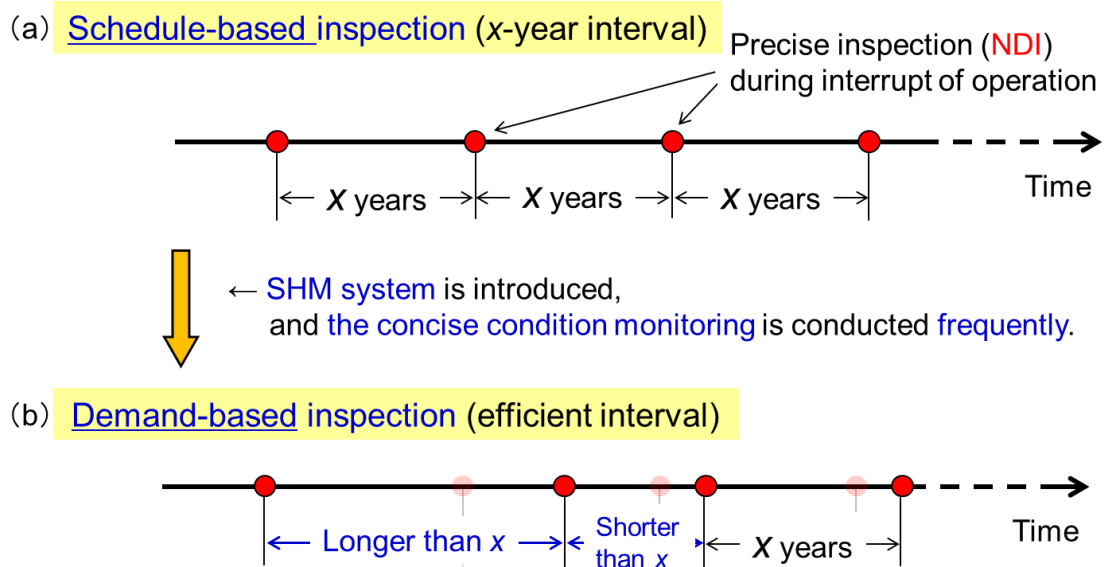 (a) Schedule-based inspection (x-year interval)
Precise inspection (NDI)
during interrupt of operation
x years
x years
x years
Time
← SHM system is introduced,
and the concise condition monitoring is conducted frequently.
(b) Demand-based inspection (efficient interval)
Longer than x
Shorter
than x
x years
Time